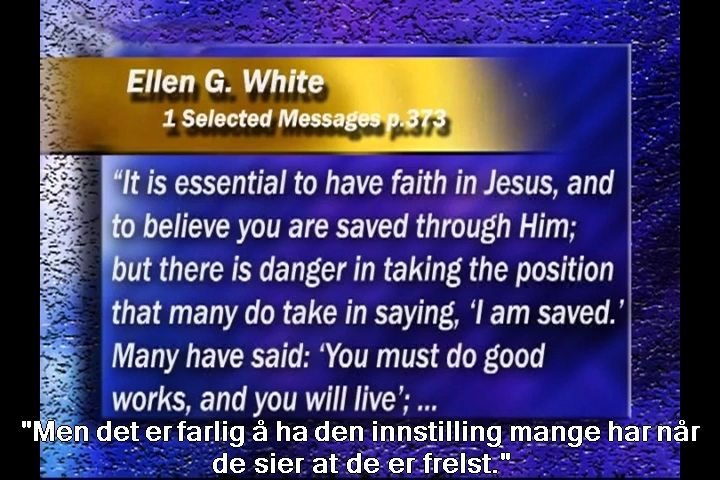 Ellen G. White
1 Selected Messages p.373
“It is essential to have faith in Jesus, and
to believe you are saved through Him;
but there is danger in taking the position
that many do take in saying, ‘I am saved.’
Many have said: ‘You must do good
works, and you will live’; ...
"Men det er farlig å ha den innstilling mange har når
de sier at de er frelst."